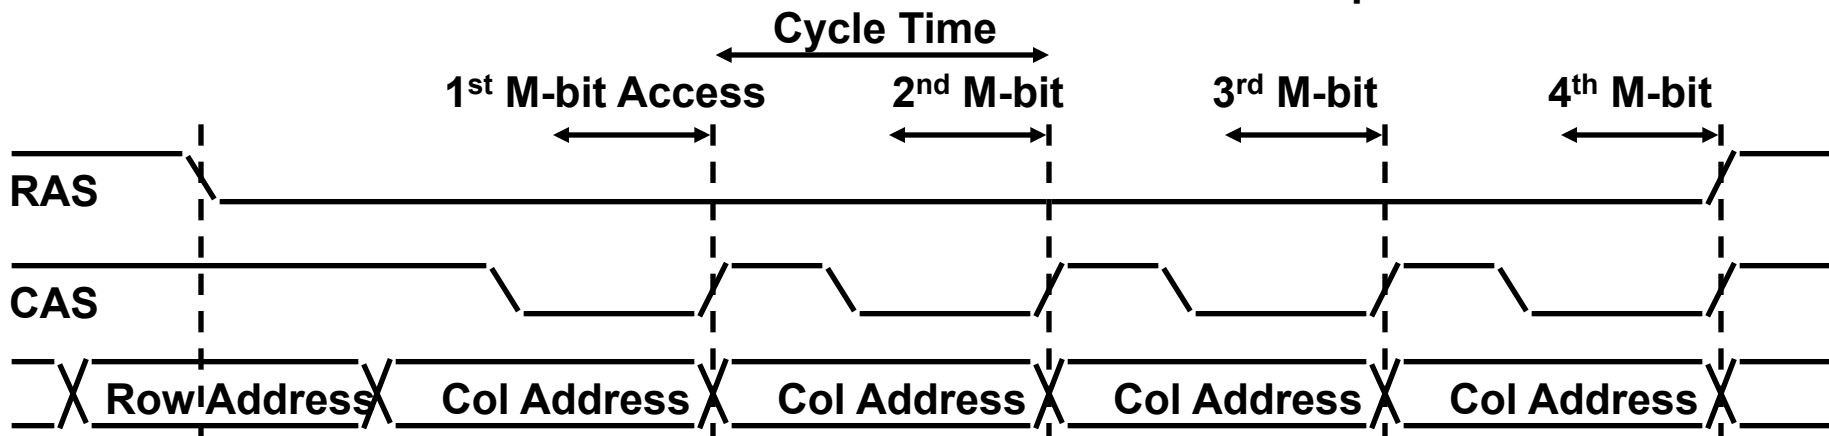 Cycle Time
1st M-bit Access 2nd M-bit 3rd M-bit 4th M-bit
RAS
CAS
Row Address Col Address Col Address Col Address Col Address